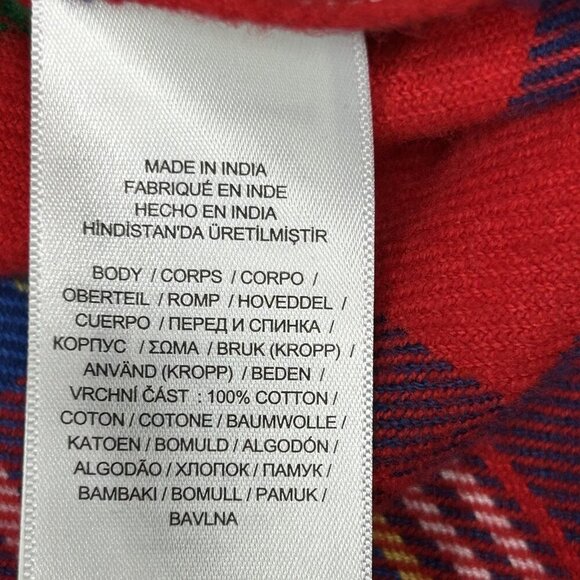 MADE IN INDIA
FABRIQUÉ EN INDE
HECHO EN INDIA
HİNDİSTAN'DA ÜRETİLMİŞTİR
BODY / CORPS / CORPO /
OBERTEIL / ROMP / HOVEDDEL /
CUERPO / ПЕРЕД И СПИНКА /
КОРПУС / ΣΩΜΑ / BRUK (KROPP) /
ANVÄND (KROPP) / BEDEN /
VRCHNÍ ČÁST : 100% COTTON /
COTON / COTONE / BAUMWOLLE /
KATOEN / BOMULD / ALGODÓN /
ALGODÃO / ХЛОПОК / ПАМУК /
BAMBAKI / BOMULL / PAMUK /
BAVLNA